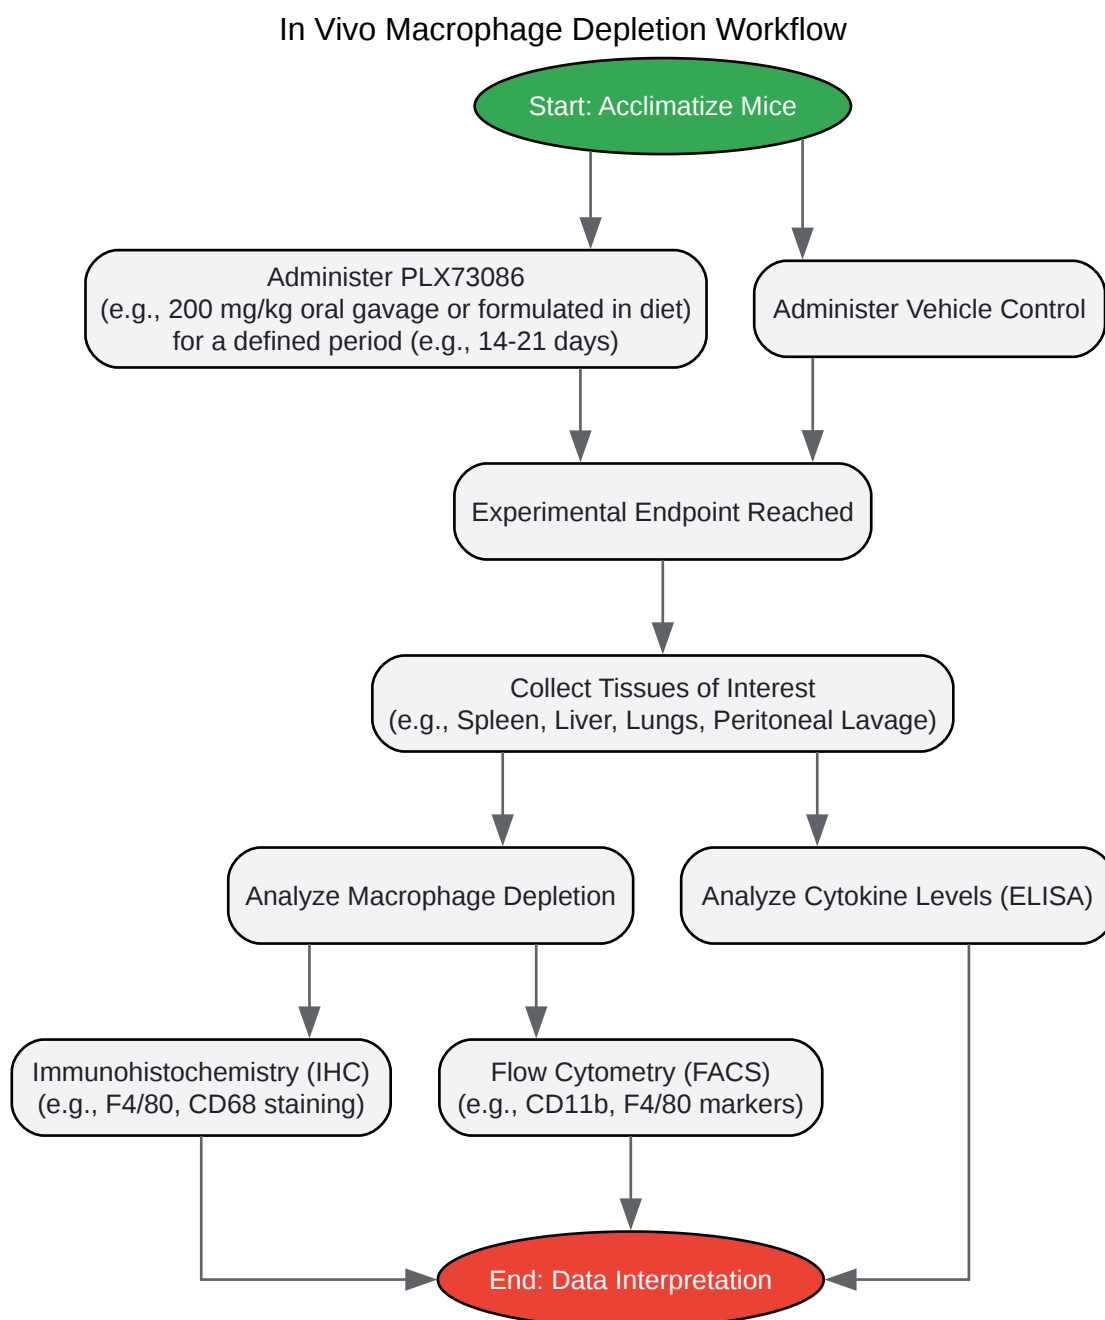 In Vivo Macrophage Depletion Workflow
Start: Acclimatize Mice
Administer PLX73086
(e.g., 200 mg/kg oral gavage or formulated in diet)
for a defined period (e.g., 14-21 days)
Administer Vehicle Control
Experimental Endpoint Reached
Collect Tissues of Interest
(e.g., Spleen, Liver, Lungs, Peritoneal Lavage)
Analyze Macrophage Depletion
Analyze Cytokine Levels (ELISA)
Immunohistochemistry (IHC)
(e.g., F4/80, CD68 staining)
Flow Cytometry (FACS)
(e.g., CD11b, F4/80 markers)
End: Data Interpretation